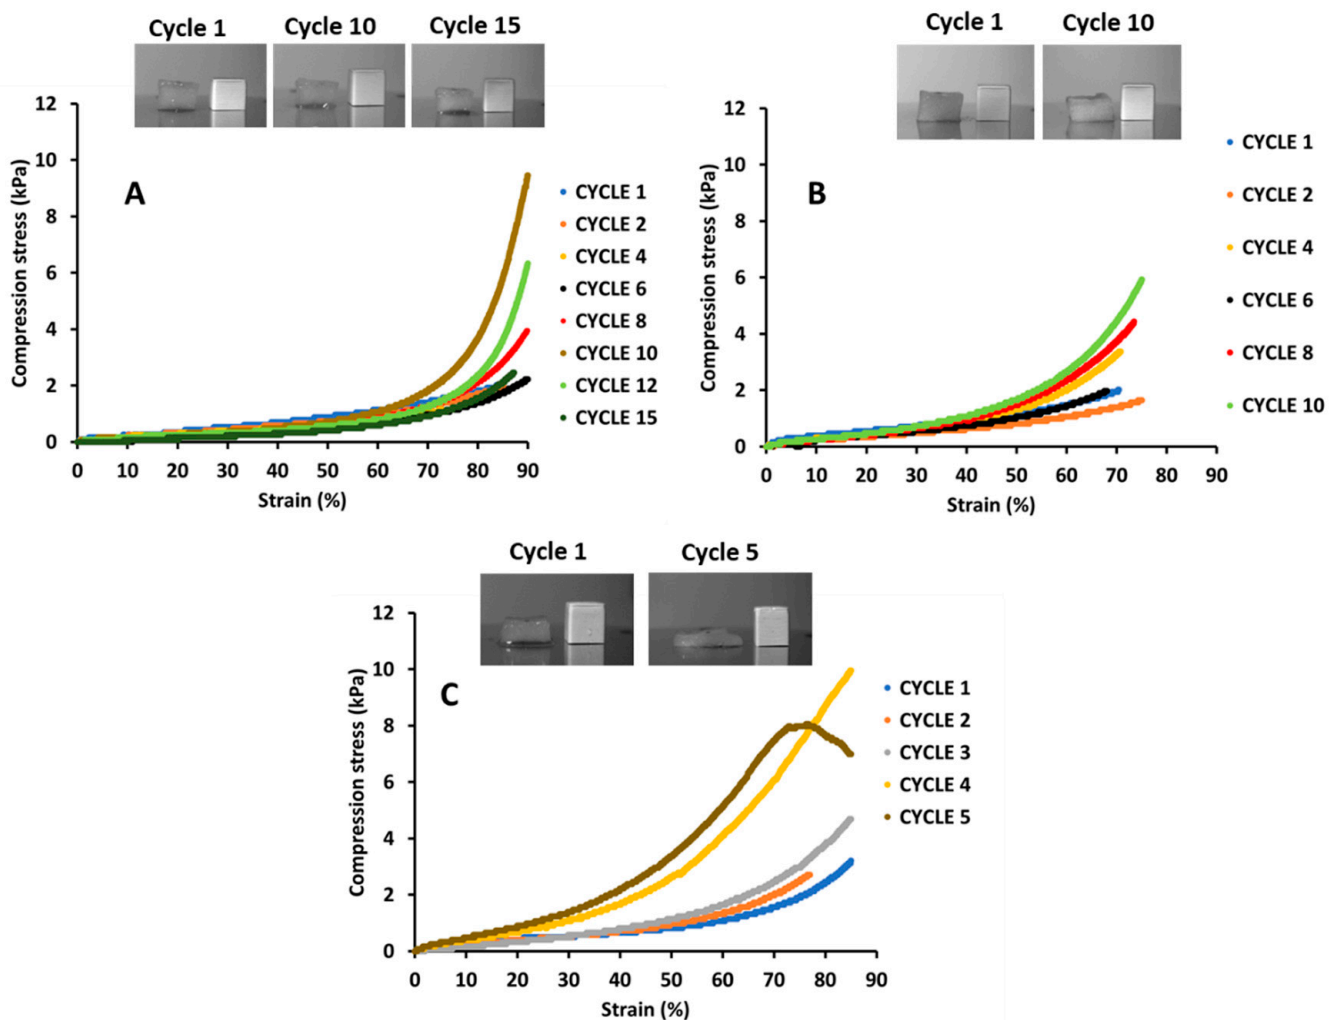 Cycle 1 Cycle 10 Cycle 15
12
10
8
6
4
2
0
Compression stress (kPa)
A
CYCLE 1
CYCLE 2
CYCLE 4
CYCLE 6
CYCLE 8
CYCLE 10
CYCLE 12
CYCLE 15
0 10 20 30 40 50 60 70 80 90
Strain (%)
Cycle 1 Cycle 10
12
10
8
6
4
2
0
Compression stress (kPa)
B
CYCLE 1
CYCLE 2
CYCLE 4
CYCLE 6
CYCLE 8
CYCLE 10
0 10 20 30 40 50 60 70 80 90
Strain (%)
Cycle 1 Cycle 5
12
10
8
6
4
2
0
Compression stress (kPa)
C
CYCLE 1
CYCLE 2
CYCLE 3
CYCLE 4
CYCLE 5
0 10 20 30 40 50 60 70 80 90
Strain (%)